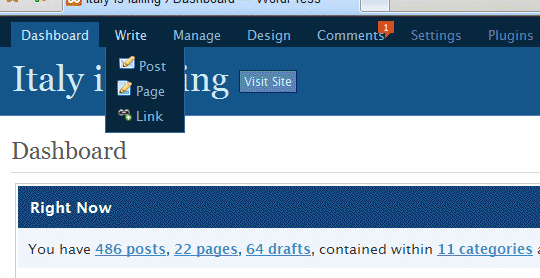 Italy is falling › Dashboard — WordPress
Dashboard Write Manage Design Comments 1 Settings Plugins
Post
Page
Link
Italy i ing Visit Site
Dashboard
Right Now
You have 486 posts, 22 pages, 64 drafts, contained within 11 categories a